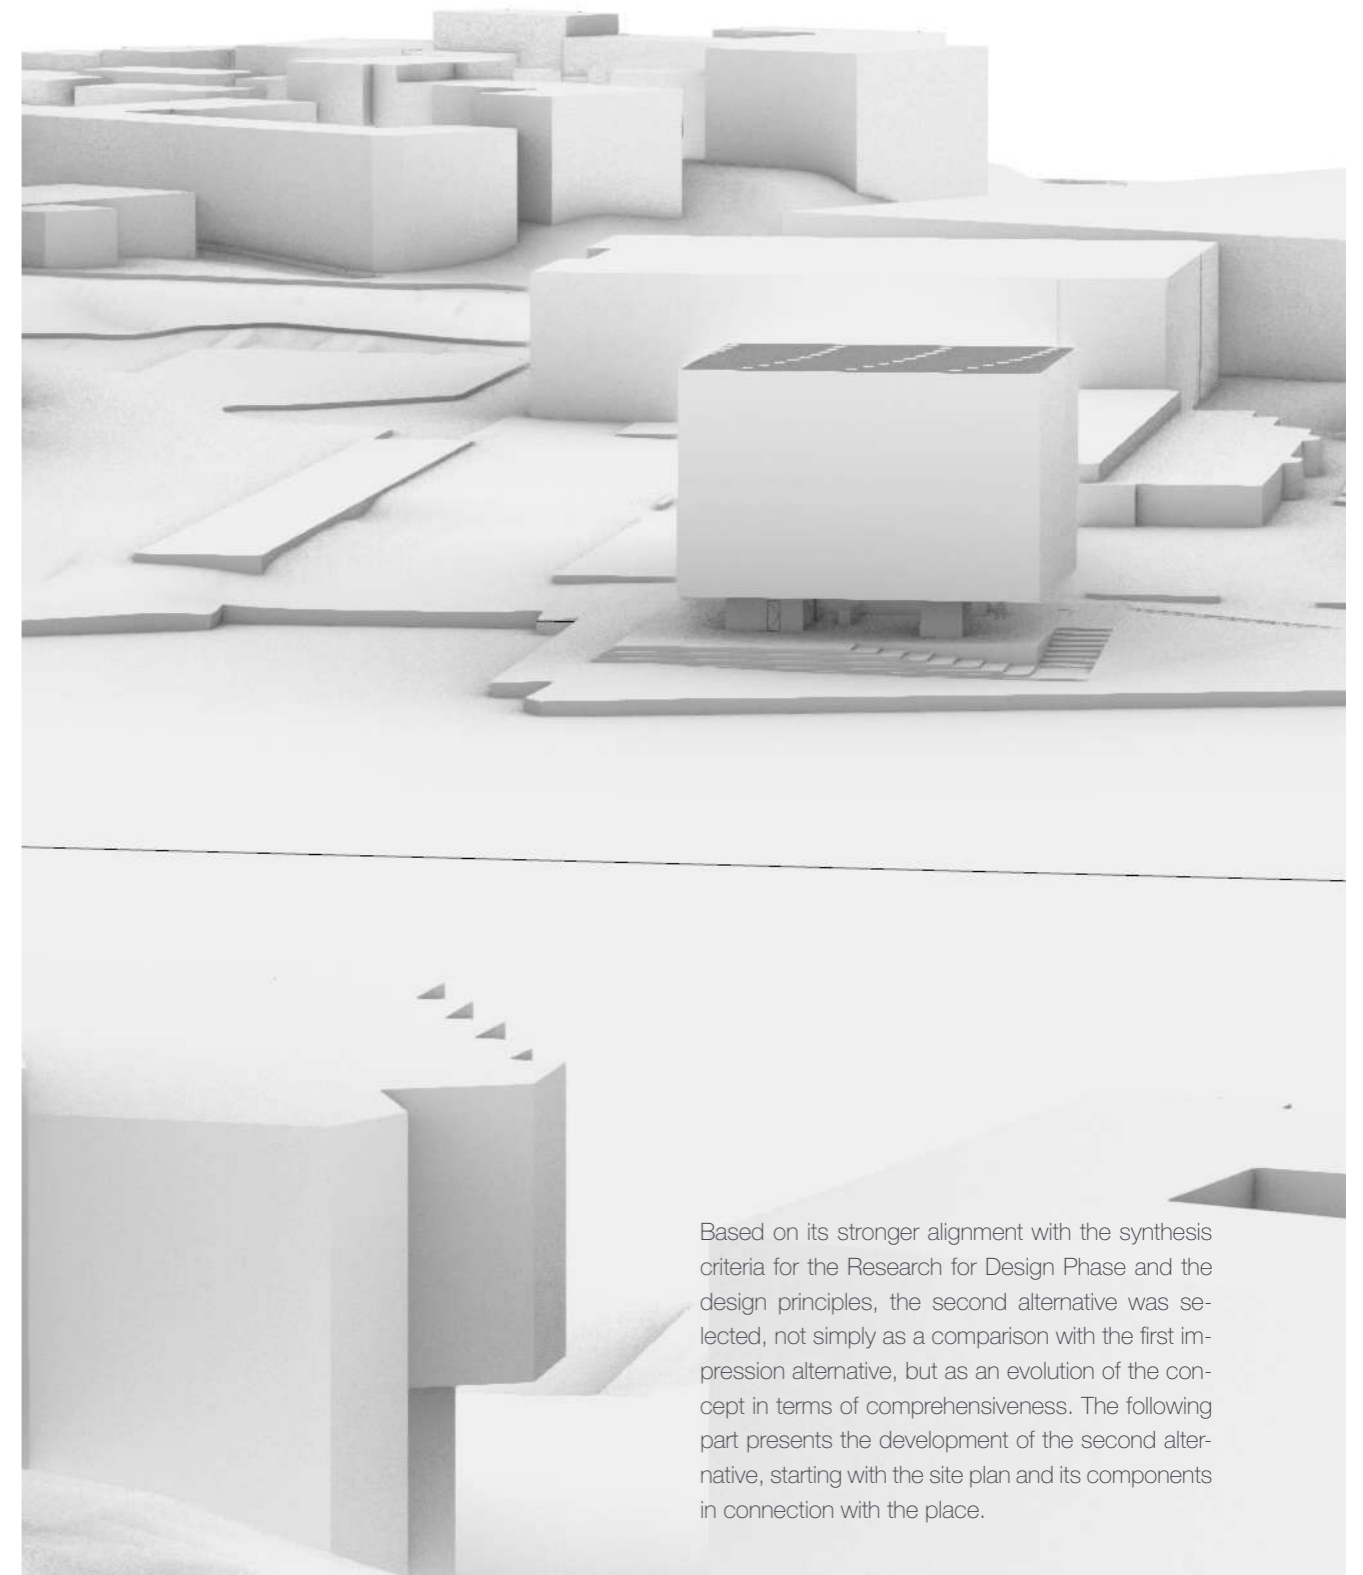 Based on its stronger alignment with the synthesis
criteria for the Research for Design Phase and the
design principles, the second alternative was se-
lected, not simply as a comparison with the first im-
pression alternative, but as an evolution of the con-
cept in terms of comprehensiveness. The following
part presents the development of the second alter-
native, starting with the site plan and its components
in connection with the place.